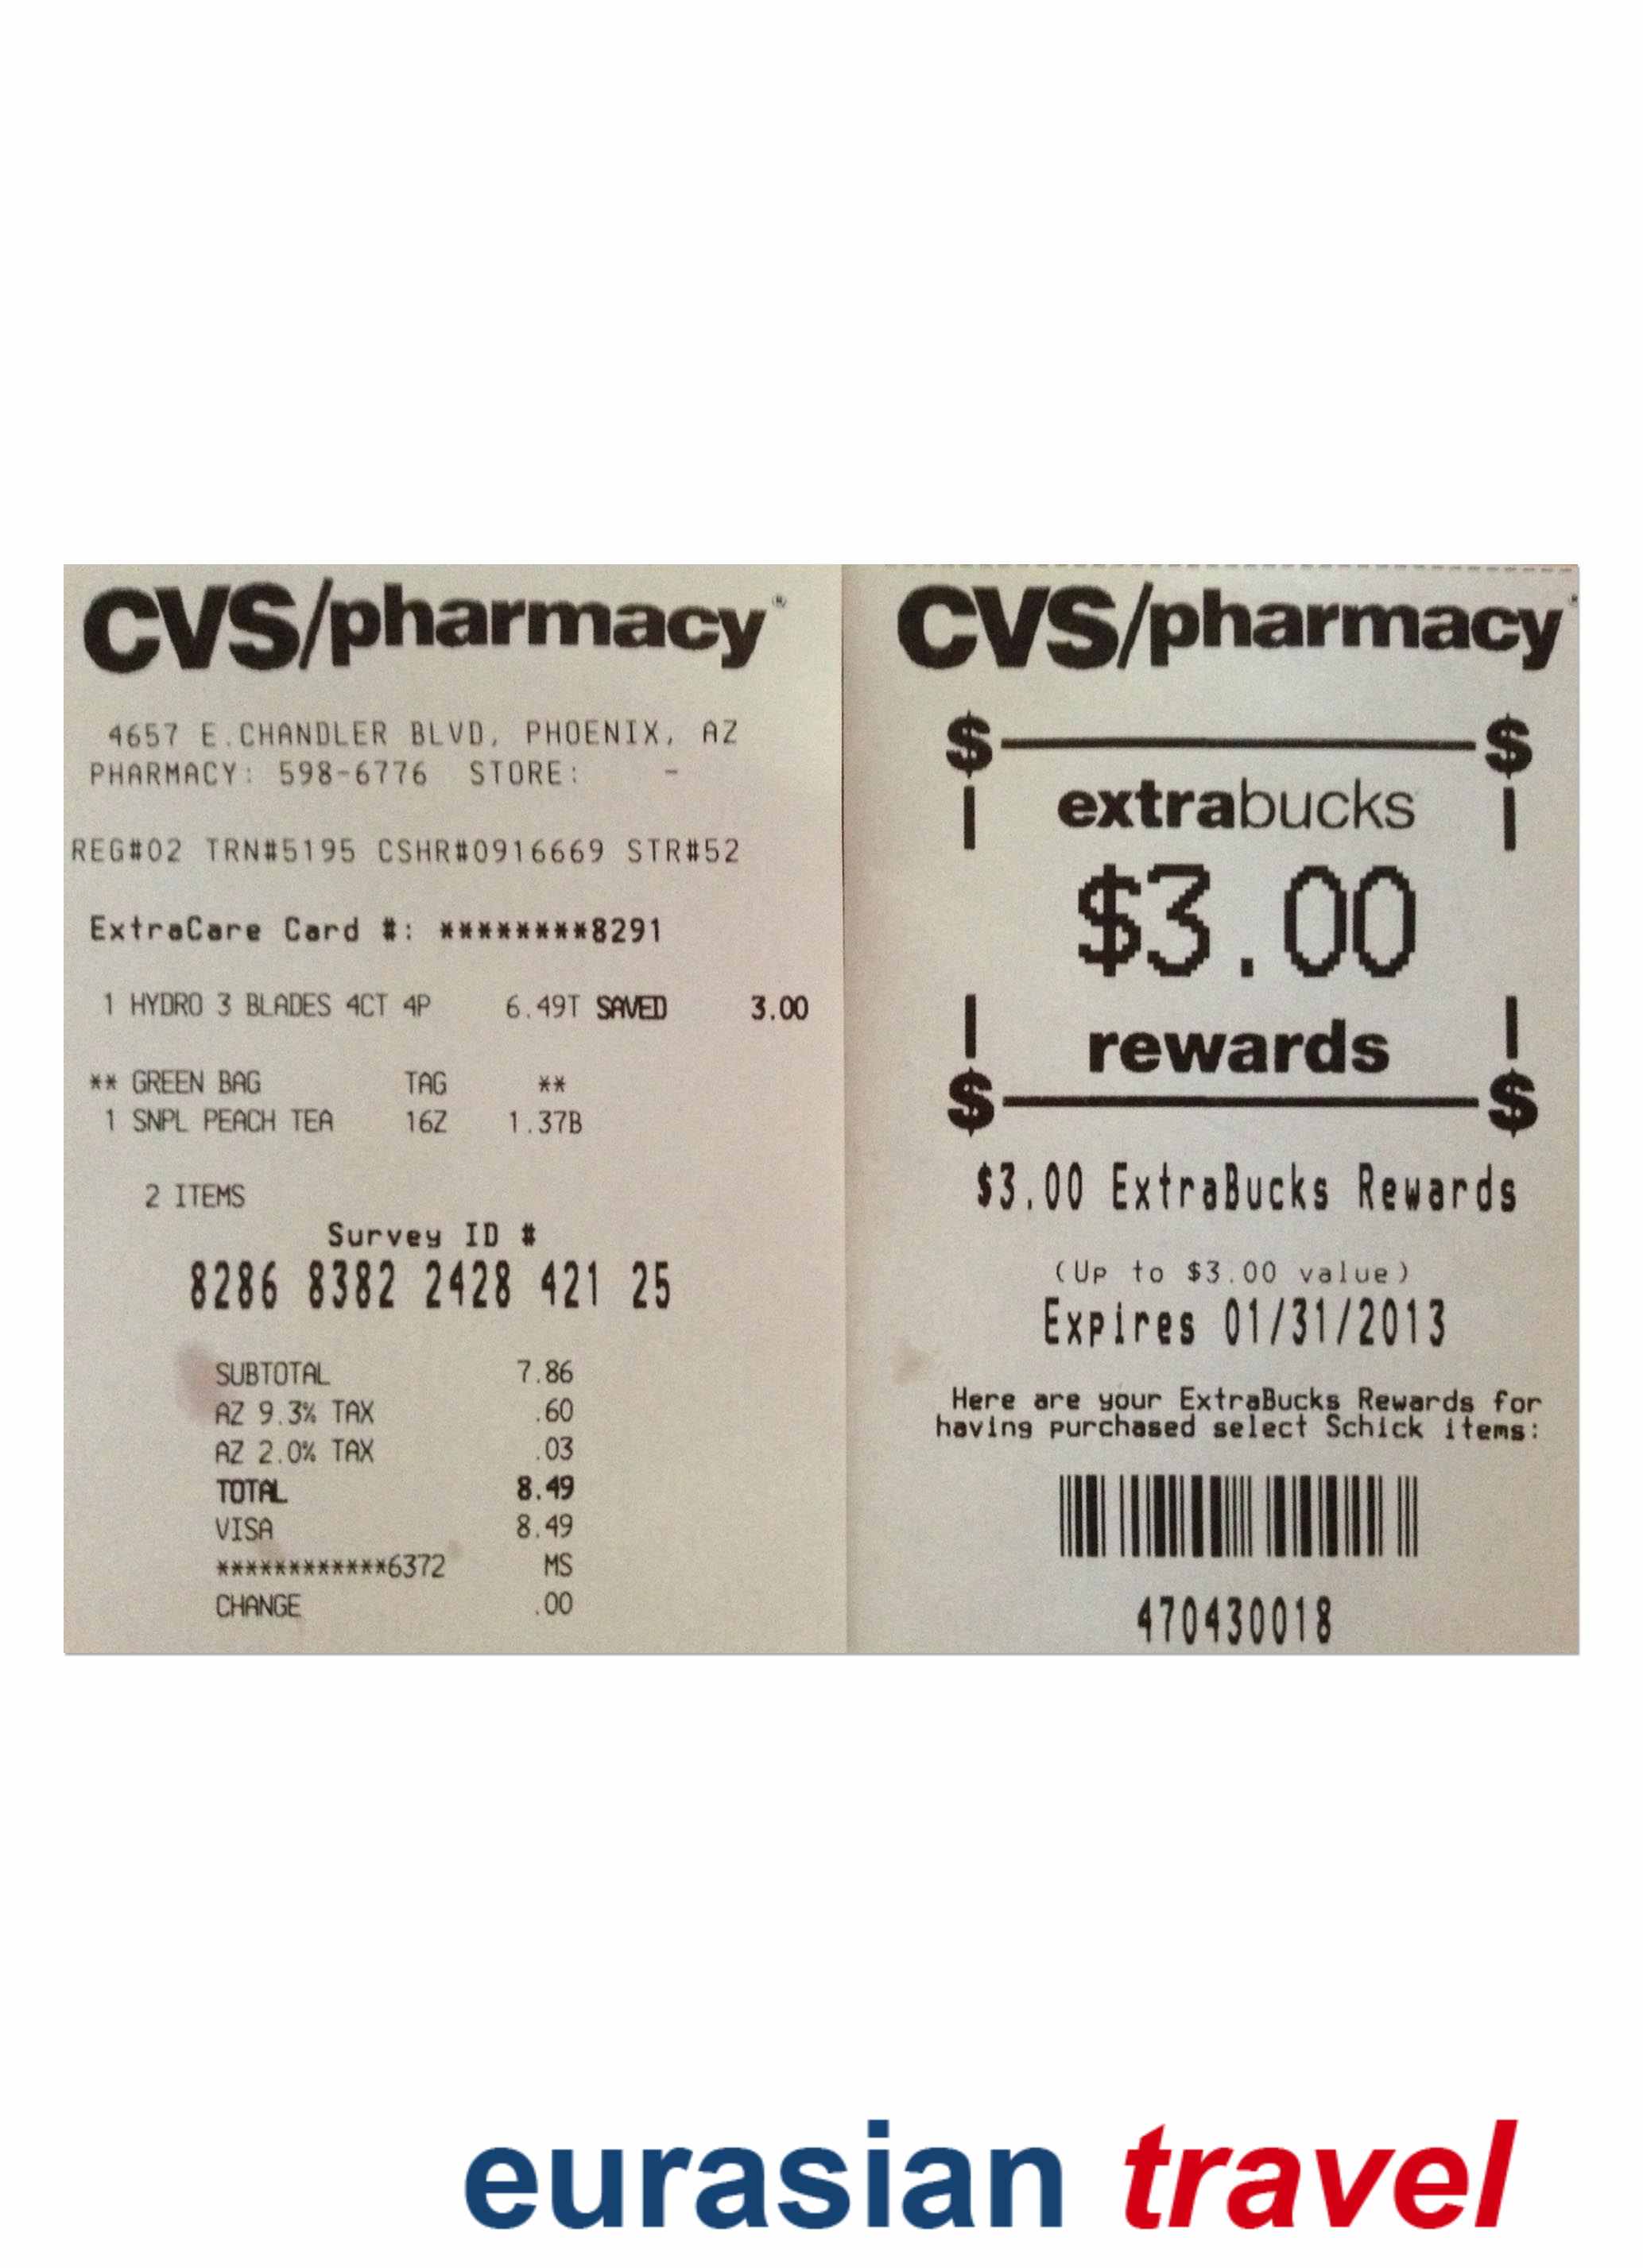 CVS/pharmacy®
4657 E.CHANDLER BLVD, PHOENIX, AZ
PHARMACY: 598-6776 STORE: -
REG#02 TRN#5195 CSHR#0916669 STR#52
ExtraCare Card #: ********8291
1 HYDRO 3 BLADES 4CT 4P 6.49T SAVED 3.00
** GREEN BAG TAG **
1 SNPL PEACH TEA 16Z 1.37B
2 ITEMS
Survey ID #
8286 8382 2428 421 25
SUBTOTAL 7.86
AZ 9.3% TAX .60
AZ 2.0% TAX .03
TOTAL 8.49
VISA 8.49
************6372 MS
CHANGE .00
CVS/pharmacy
$ $
extrabucks
$3.00
rewards
$ $
$3.00 ExtraBucks Rewards
(Up to $3.00 value)
Expires 01/31/2013
Here are your ExtraBucks Rewards for
having purchased select Schick items:
470430018
eurasian travel